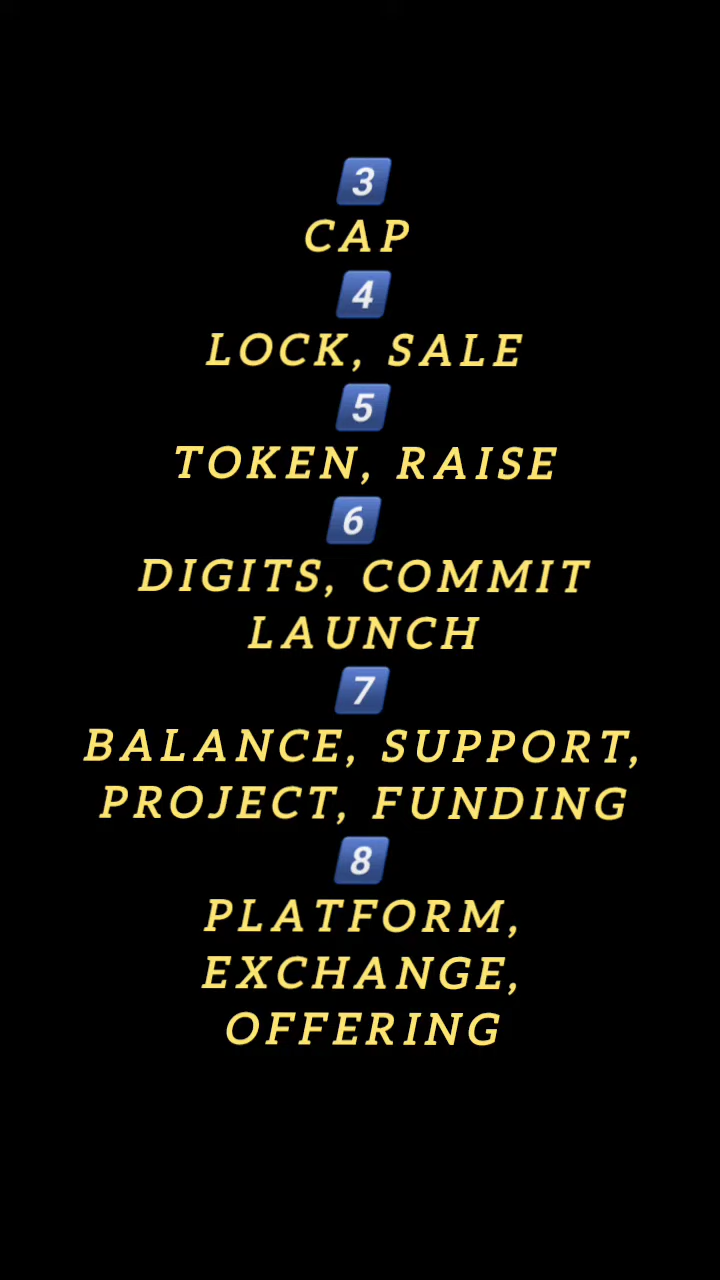 3
CAP
4
LOCK, SALE
5
TOKEN, RAISE
6
DIGITS, COMMIT
LAUNCH
7
BALANCE, SUPPORT,
PROJECT, FUNDING
8
PLATFORM,
EXCHANGE,
OFFERING